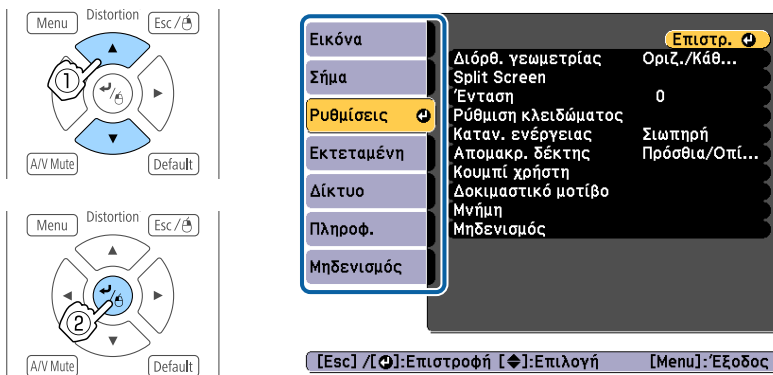 Menu Distortion Esc/
①
A/V Mute Default
Menu Distortion Esc/
②
A/V Mute Default
Εικόνα
Σήμα
Ρυθμίσεις
Εκτεταμένη
Δίκτυο
Πληροφ.
Μηδενισμός
Επιστρ.
Διόρθ. γεωμετρίας Οριζ./Κάθ...
Split Screen
Ένταση 0
Ρύθμιση κλειδώματος
Καταν. ενέργειας Σιωπηρή
Απομακρ. δέκτης Πρόσθια/Οπί...
Κουμπί χρήστη
Δοκιμαστικό μοτίβο
Μνήμη
Μηδενισμός
[Esc] /[ ]:Επιστροφή [ ]:Επιλογή [Menu]:Έξοδος